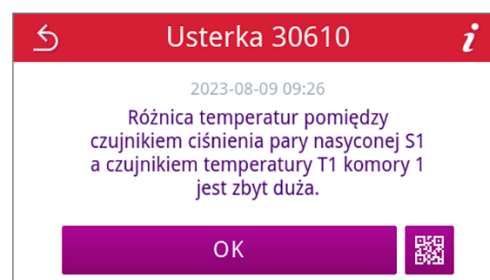 Usterka 30610
2023-08-09 09:26
Różnica temperatur pomiędzy
czujnikiem ciśnienia pary nasyconej S1
a czujnikiem temperatury T1 komory 1
jest zbyt duża.
OK